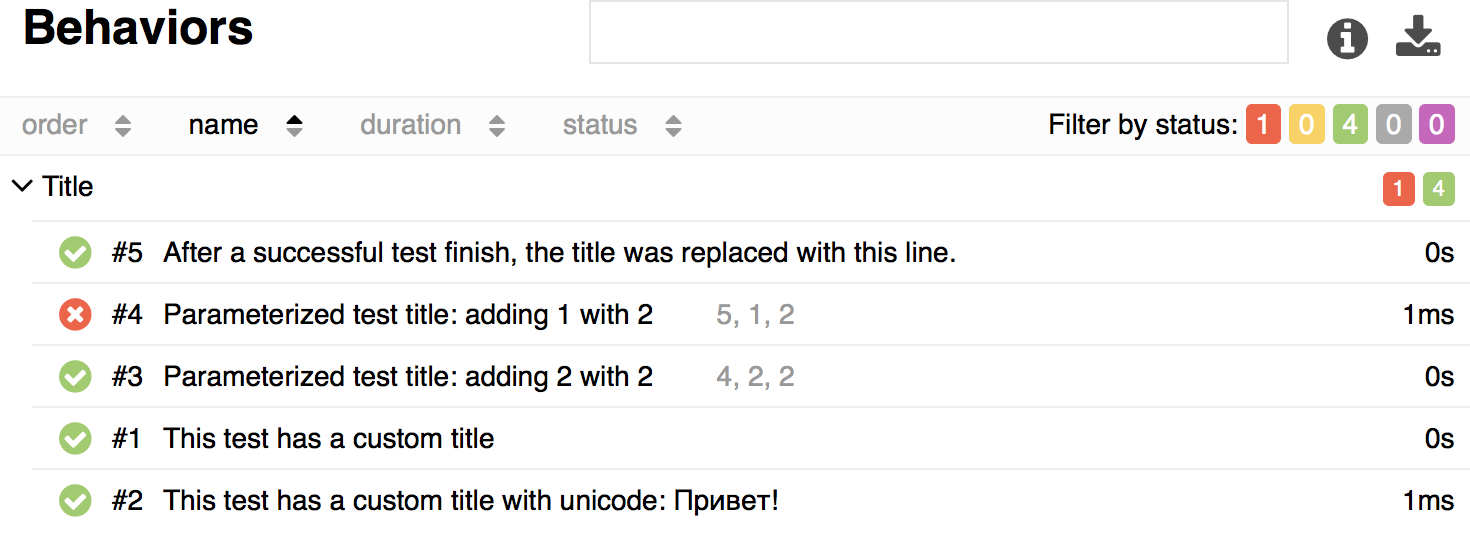 Behaviors
order name duration status Filter by status: 1 0 4 0 0
Title 1 4
#5 After a successful test finish, the title was replaced with this line. 0s
#4 Parameterized test title: adding 1 with 2 5, 1, 2 1ms
#3 Parameterized test title: adding 2 with 2 4, 2, 2 0s
#1 This test has a custom title 0s
#2 This test has a custom title with unicode: Привет! 1ms